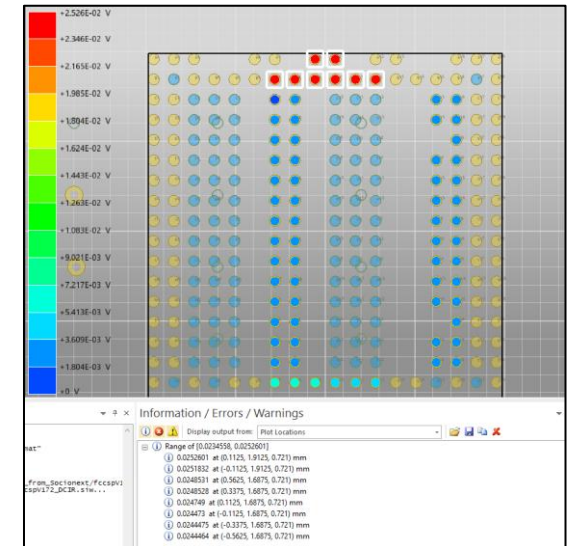 +2.526E-02 V
+2.346E-02 V
+2.165E-02 V
+1.985E-02 V
+1.804E-02 V
+1.624E-02 V
+1.443E-02 V
+1.263E-02 V
+1.083E-02 V
+9.021E-03 V
+7.217E-03 V
+5.413E-03 V
+3.609E-03 V
+1.804E-03 V
+0 V
Information / Errors / Warnings
Display output from: Plot Locations
Range of [0.0234558, 0.0252601]
0.0252601 at (0.1125, 1.9125, 0.721) mm
0.0251832 at (-0.1125, 1.9125, 0.721) mm
0.0248531 at (0.5625, 1.6875, 0.721) mm
0.0248528 at (0.3375, 1.6875, 0.721) mm
0.024749 at (0.1125, 1.6875, 0.721) mm
0.024473 at (-0.1125, 1.6875, 0.721) mm
0.0244475 at (-0.3375, 1.6875, 0.721) mm
0.0244464 at (-0.5625, 1.6875, 0.721) mm
mat"
_from_Socionext/fccspv1
cspv172_DCIR.siw...